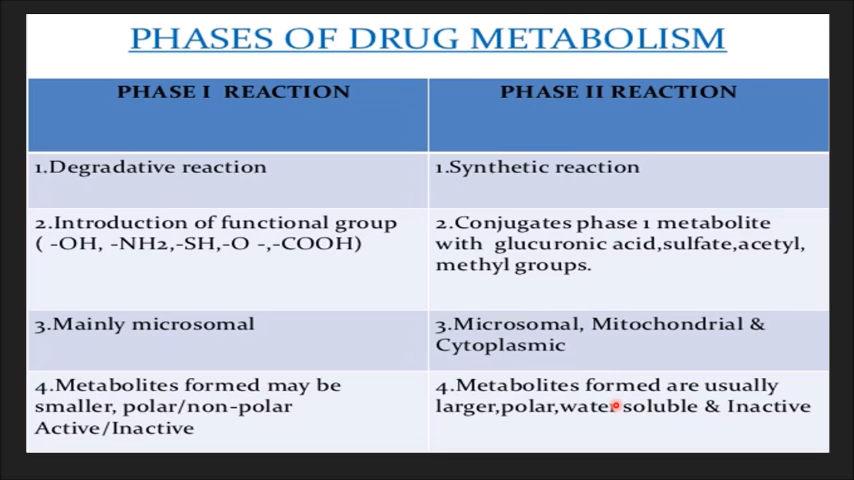 PHASES OF DRUG METABOLISM
PHASE I REACTION
PHASE II REACTION
1.Degradative reaction
1.Synthetic reaction
2.Introduction of functional group
( -OH, -NH2,-SH,-O -,-COOH)
2.Conjugates phase 1 metabolite
with glucuronic acid,sulfate,acetyl,
methyl groups.
3.Mainly microsomal
3.Microsomal, Mitochondrial &
Cytoplasmic
4.Metabolites formed may be
smaller, polar/non-polar
Active/Inactive
4.Metabolites formed are usually
larger,polar,water soluble & Inactive